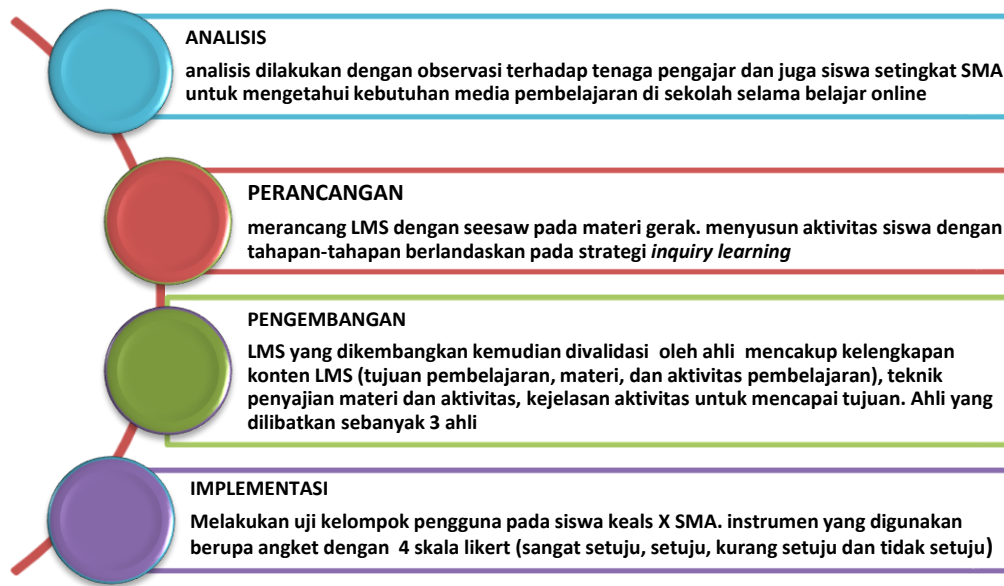 ANALISIS
analisis dilakukan dengan observasi terhadap tenaga pengajar dan juga siswa setingkat SMA
untuk mengetahui kebutuhan media pembelajaran di sekolah selama belajar online
PERANCANGAN
merancang LMS dengan seesaw pada materi gerak. menyusun aktivitas siswa dengan
tahapan-tahapan berlandaskan pada strategi inquiry learning
PENGEMBANGAN
LMS yang dikembangkan kemudian divalidasi oleh ahli mencakup kelengkapan
konten LMS (tujuan pembelajaran, materi, dan aktivitas pembelajaran), teknik
penyajian materi dan aktivitas, kejelasan aktivitas untuk mencapai tujuan. Ahli yang
dilibatkan sebanyak 3 ahli
IMPLEMENTASI
Melakukan uji kelompok pengguna pada siswa keals X SMA. instrumen yang digunakan
berupa angket dengan 4 skala likert (sangat setuju, setuju, kurang setuju dan tidak setuju)